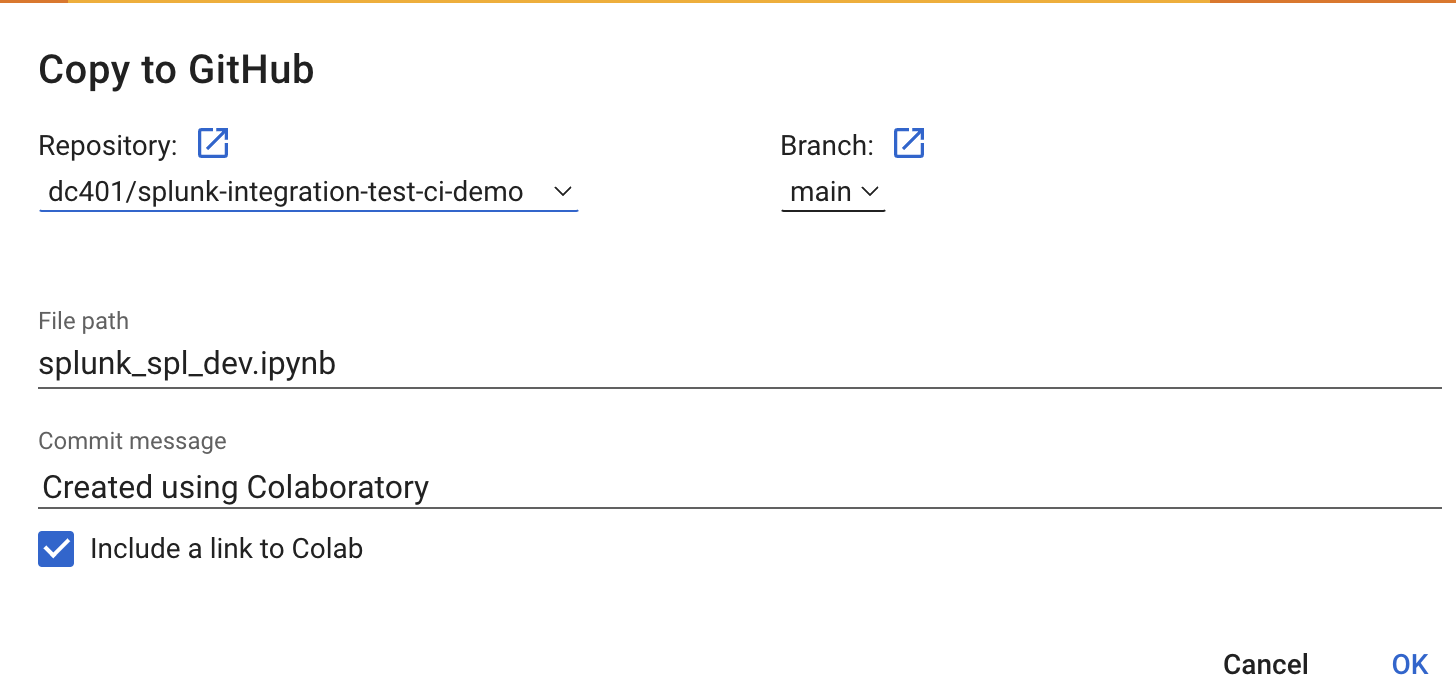 Copy to GitHub
Repository:
Branch:
dc401/splunk-integration-test-ci-demo
main
File path
splunk_spl_dev.ipynb
Commit message
Created using Colaboratory
Include a link to Colab
Cancel
OK